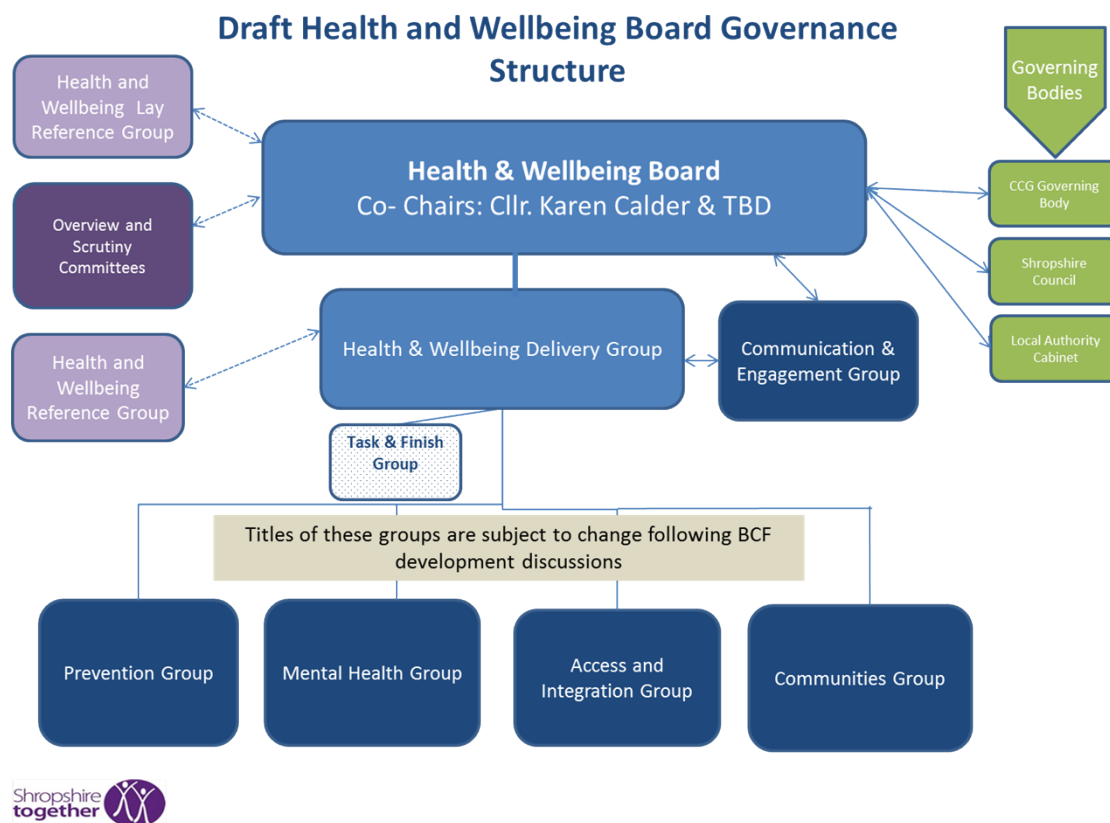 Draft Health and Wellbeing Board Governance
Structure
Health and
Wellbeing Lay
Reference Group
Governing
Bodies
Health & Wellbeing Board
Co- Chairs: Cllr. Karen Calder & TBD
CCG Governing
Body
Overview and
Scrutiny
Committees
Shropshire
Council
Health & Wellbeing Delivery Group
Communication &
Engagement Group
Local Authority
Cabinet
Health and
Wellbeing
Reference Group
Task & Finish
Group
Titles of these groups are subject to change following BCF
development discussions
Prevention Group
Mental Health Group
Access and
Integration Group
Communities Group
Shropshire
together